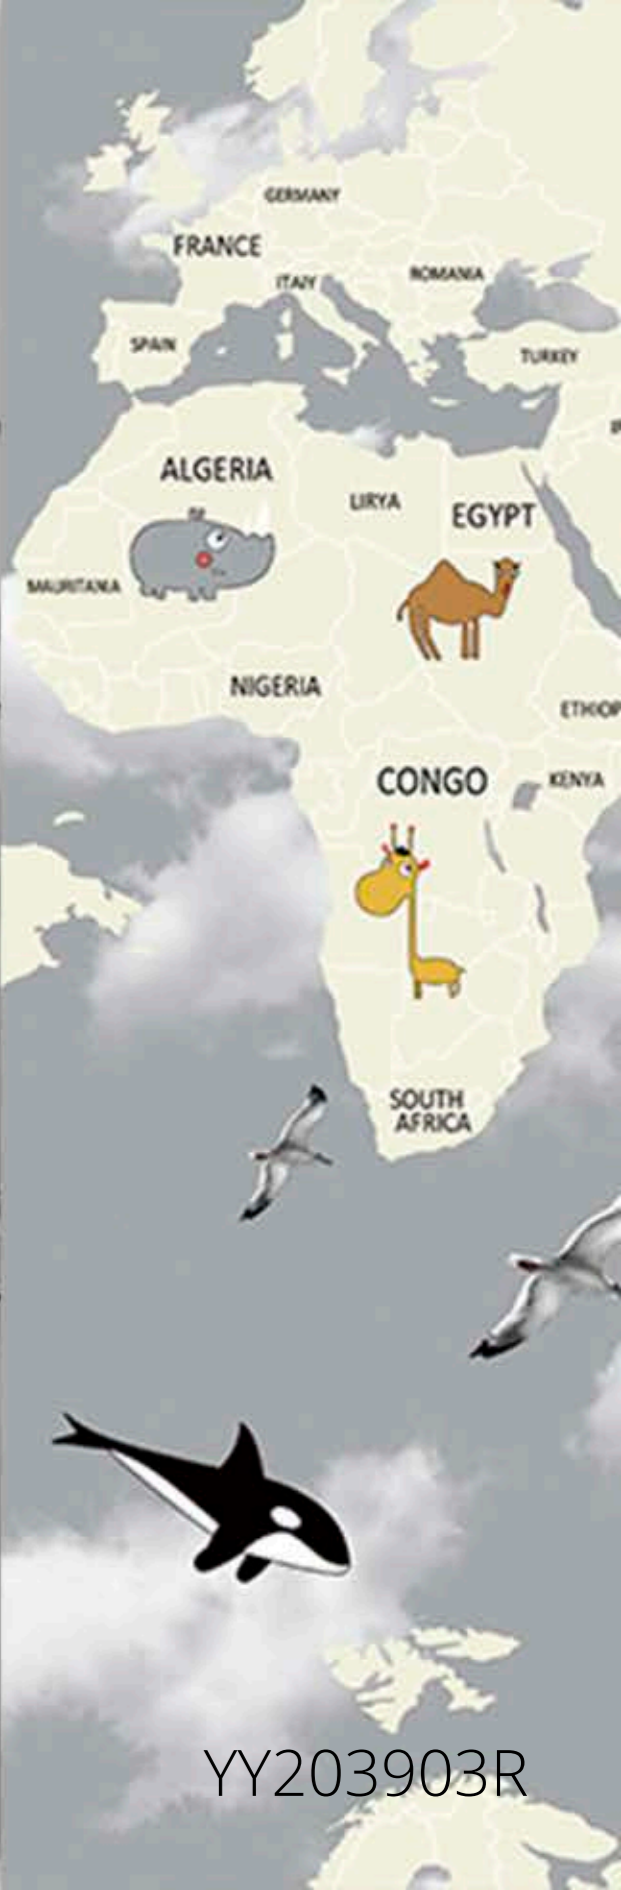 GERMANY
FRANCE
ITAIY
ROMANIA
SPAIN
TURKEY
ALGERIA
LIRYA
EGYPT
MAURITANIA
NIGERIA
ETHIOP
CONGO
KENYA
SOUTH
AFRICA
YY203903R